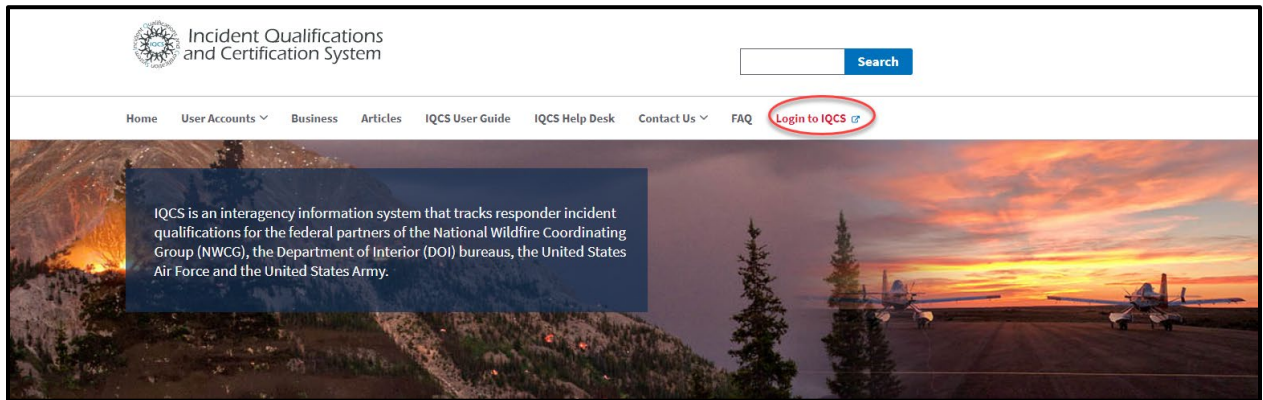 Incident Qualifications
and Certification System
IQCS
Search
Home User Accounts Business Articles IQCS User Guide IQCS Help Desk Contact Us FAQ Login to IQCS
IQCS is an interagency information system that tracks responder incident
qualifications for the federal partners of the National Wildfire Coordinating
Group (NWCG), the Department of Interior (DOI) bureaus, the United States
Air Force and the United States Army.